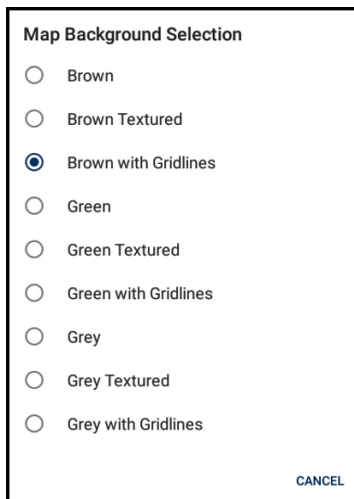 Map Background Selection
Brown
Brown Textured
Brown with Gridlines
Green
Green Textured
Green with Gridlines
Grey
Grey Textured
Grey with Gridlines
CANCEL